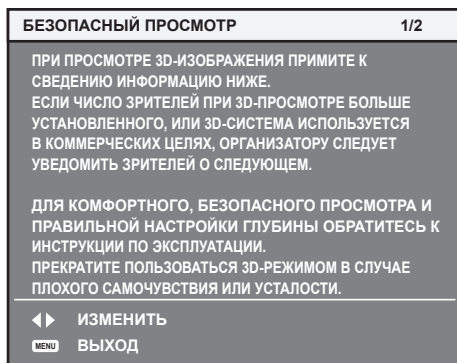 БЕЗОПАСНЫЙ ПРОСМОТР 1/2
ПРИ ПРОСМОТРЕ 3D-ИЗОБРАЖЕНИЯ ПРИМИТЕ К
СВЕДЕНИЮ ИНФОРМАЦИЮ НИЖЕ.
ЕСЛИ ЧИСЛО ЗРИТЕЛЕЙ ПРИ 3D-ПРОСМОТРЕ БОЛЬШЕ
УСТАНОВЛЕННОГО, ИЛИ 3D-СИСТЕМА ИСПОЛЬЗУЕТСЯ
В КОММЕРЧЕСКИХ ЦЕЛЯХ, ОРГАНИЗАТОРУ СЛЕДУЕТ
УВЕДОМИТЬ ЗРИТЕЛЕЙ О СЛЕДУЮЩЕМ.
ДЛЯ КОМФОРТНОГО, БЕЗОПАСНОГО ПРОСМОТРА И
ПРАВИЛЬНОЙ НАСТРОЙКИ ГЛУБИНЫ ОБРАТИТЕСЬ К
ИНСТРУКЦИИ ПО ЭКСПЛУАТАЦИИ.
ПРЕКРАТИТЕ ПОЛЬЗОВАТЬСЯ 3D-РЕЖИМОМ В СЛУЧАЕ
ПЛОХОГО САМОЧУВСТВИЯ ИЛИ УСТАЛОСТИ.
ИЗМЕНИТЬ
MENU ВЫХОД